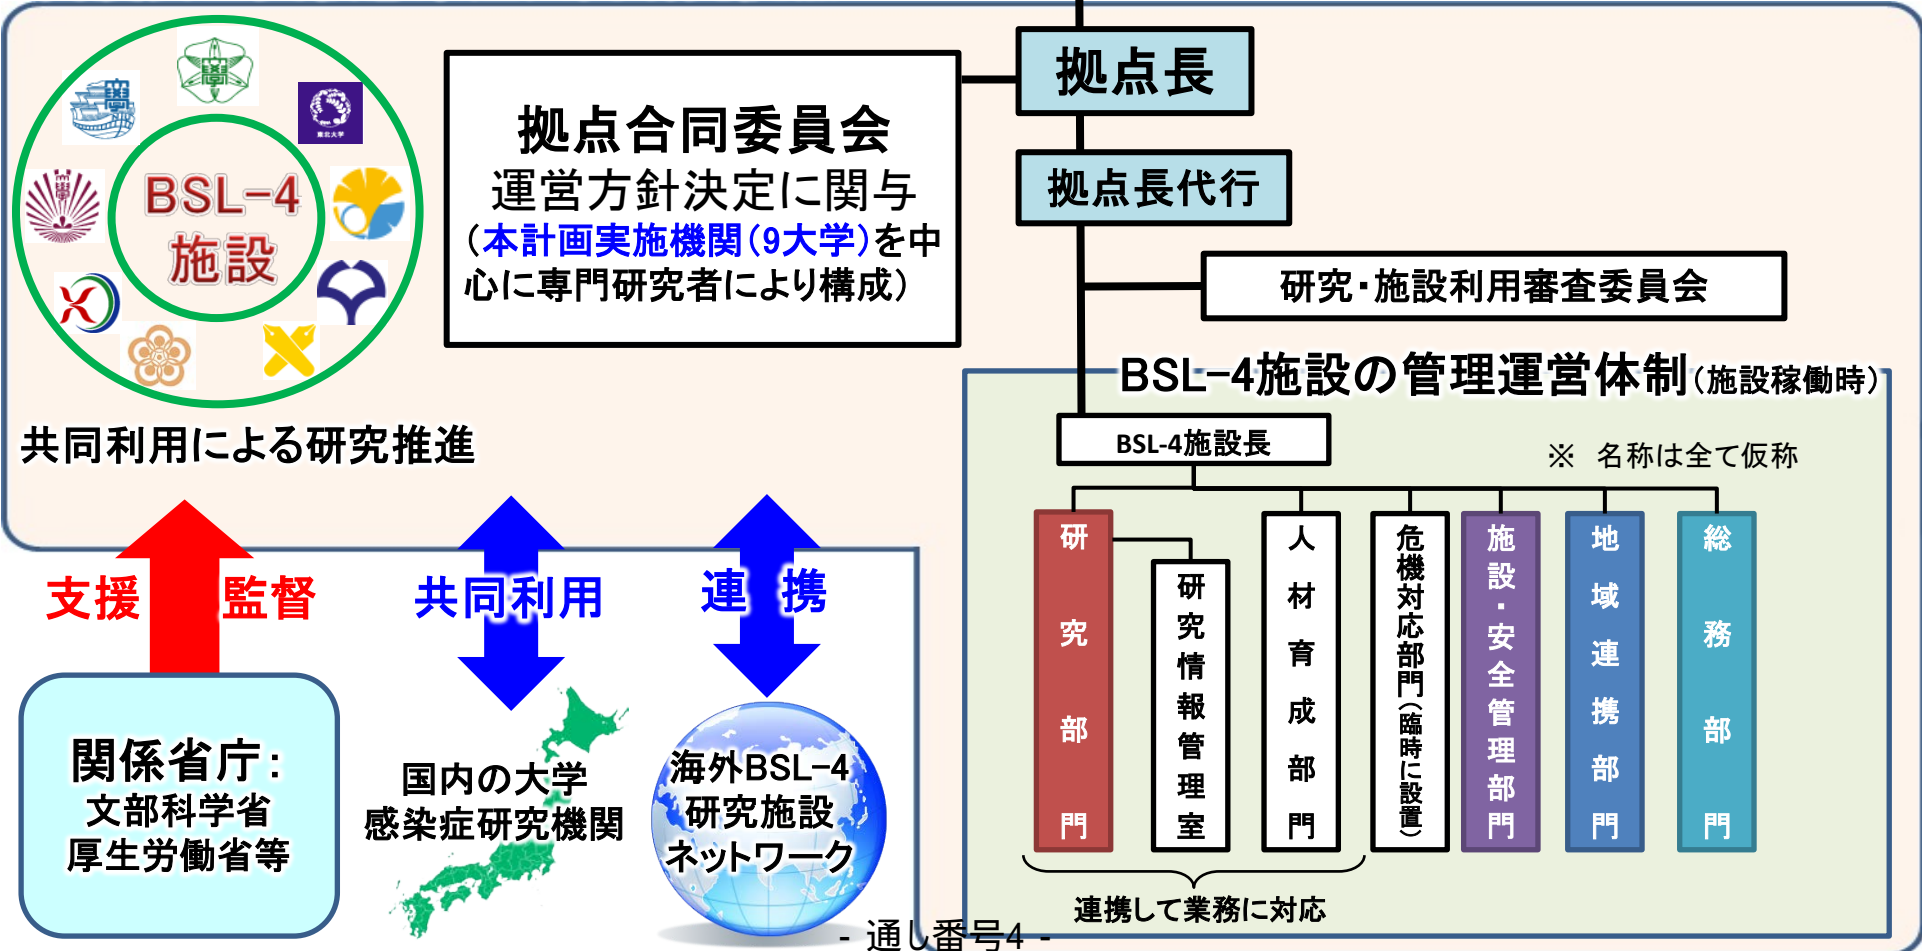 拠点長
拠点合同委員会
運営方針決定に関与
（本計画実施機関（9大学）を中
心に専門研究者により構成）
拠点長代行
東北大学
BSL-4
施設
研究・施設利用審査委員会
BSL-4施設の管理運営体制（施設稼働時）
共同利用による研究推進
BSL-4施設長
※　名称は全て仮称
研究部門
研究情報管理室
人材育成部門
危機対応部門（臨時に設置）
施設・安全管理部門
地域連携部門
総務部門
連携して業務に対応
支援　監督
共同利用
連　携
関係省庁：
文部科学省
厚生労働省等
国内の大学
感染症研究機関
海外BSL-4
研究施設
ネットワーク
- 通し番号4 -